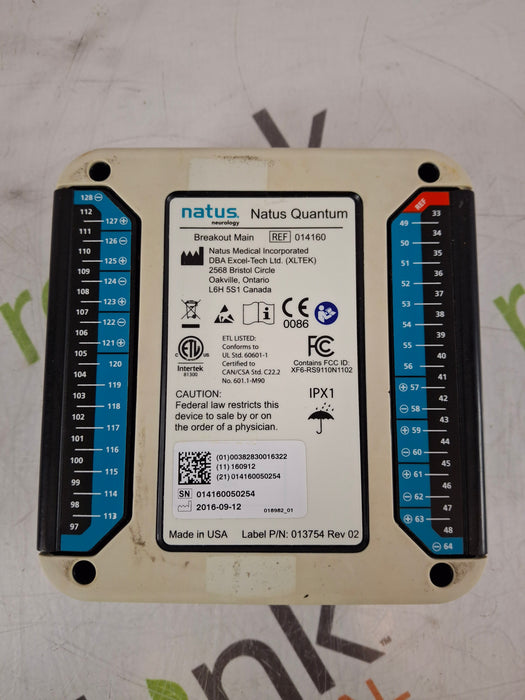 natus.
neurology
Natus Quantum
Breakout Main REF 014160
Natus Medical Incorporated
DBA Excel-Tech Ltd. (XLTEK)
2568 Bristol Circle
Oakville, Ontario
L6H 5S1 Canada
CE
0086
ETL
Intertek
81300
ETL LISTED:
Conforms to
UL Std. 60601-1
Certified to
CAN/CSA Std. C22.2
No. 601.1-M90
FC
Contains FCC ID:
XF6-RS9110N1102
CAUTION:
Federal law restricts this
device to sale by or on
the order of a physician.
IPX1
(01)00382830016322
(11)160912
(21)014160050254
SN 014160050254
2016-09-12
018982_01
Made in USA Label P/N: 013754 Rev 02
128 ⊖
112
127 ⊕
111
126 ⊖
110
125 ⊕
109
124 ⊖
108
123 ⊕
107
122 ⊖
106
121 ⊕
105
120
104
119
103
118
102
117
101
116
100
115
99
114
98
113
97
REF
33
49
34
50
35
51
36
52
37
53
38
54
39
55
40
56
41
⊕ 57
42
⊖ 58
43
⊕ 59
44
⊖ 60
45
⊕ 61
46
⊖ 62
47
⊕ 63
48
⊖ 64